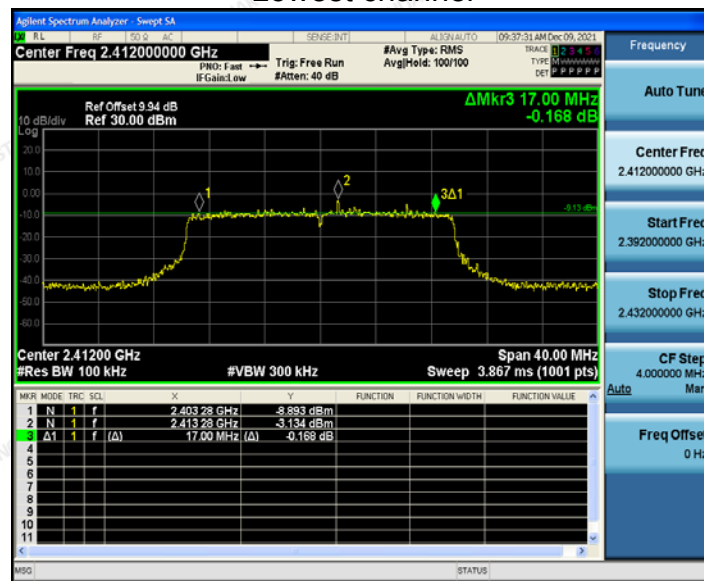 Lowest channel
Agilent Spectrum Analyzer - Swept SA
RL RF 50 Ω AC SENSE:INT ALIGN AUTO 09:37:31 AM Dec 09, 2021
Center Freq 2.412000000 GHz
PNO: Fast
IFGain:Low
Trig: Free Run
#Atten: 40 dB
#Avg Type: RMS
Avg|Hold: 100/100
TRACE 1 2 3 4 5 6
TYPE M
DET P P P P P P
Ref Offset 9.94 dB
10 dB/div Ref 30.00 dBm
Log
ΔMkr3 17.00 MHz
-0.168 dB
20.0
10.0
0.00
-10.0
-20.0
-30.0
-40.0
-50.0
-60.0
1
2
3Δ1
-9.13 dBm
Center 2.41200 GHz Span 40.00 MHz
#Res BW 100 kHz #VBW 300 kHz Sweep 3.867 ms (1001 pts)
MKR MODE TRC SCL X Y FUNCTION FUNCTION WIDTH FUNCTION VALUE
1 N 1 f 2.403 28 GHz -8.893 dBm
2 N 1 f 2.413 28 GHz -3.134 dBm
3 Δ1 1 f (Δ) 17.00 MHz (Δ) -0.168 dB
4
5
6
7
8
9
10
11
MSG STATUS
Frequency
Auto Tune
Center Freq
2.412000000 GHz
Start Freq
2.392000000 GHz
Stop Freq
2.432000000 GHz
CF Step
4.000000 MHz
Auto Man
Freq Offset
0 Hz